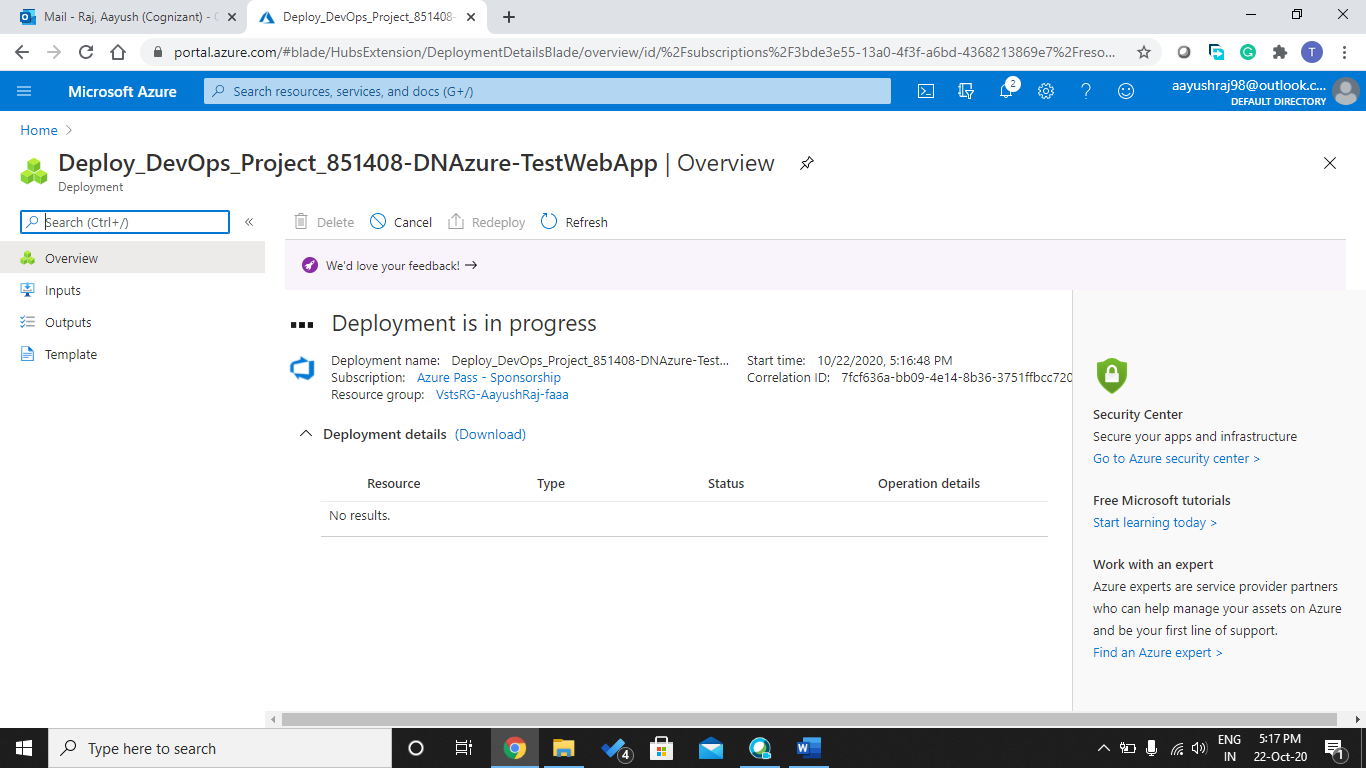 Mail - Raj, Aayush (Cognizant) -
Deploy_DevOps_Project_851408-
portal.azure.com/#blade/HubsExtension/DeploymentDetailsBlade/overview/id/%2Fsubscriptions%2F3bde3e55-13a0-4f3f-a6bd-4368213869e7%2Freso...
T
Microsoft Azure
Search resources, services, and docs (G+/)
2
aayushraj98@outlook.c...
DEFAULT DIRECTORY
Home >
Deploy_DevOps_Project_851408-DNAzure-TestWebApp | Overview
Deployment
Search (Ctrl+/)
«
Delete
Cancel
Redeploy
Refresh
Overview
Inputs
Outputs
Template
We'd love your feedback! →
Deployment is in progress
Deployment name: Deploy_DevOps_Project_851408-DNAzure-Test...
Subscription: Azure Pass - Sponsorship
Resource group: VstsRG-AayushRaj-faaa
Start time: 10/22/2020, 5:16:48 PM
Correlation ID: 7fcf636a-bb09-4e14-8b36-3751ffbcc720
Deployment details (Download)
Resource Type Status Operation details
No results.
Security Center
Secure your apps and infrastructure
Go to Azure security center >
Free Microsoft tutorials
Start learning today >
Work with an expert
Azure experts are service provider partners
who can help manage your assets on Azure
and be your first line of support.
Find an Azure expert >
Type here to search
4
ENG
IN
5:17 PM
22-Oct-20
1